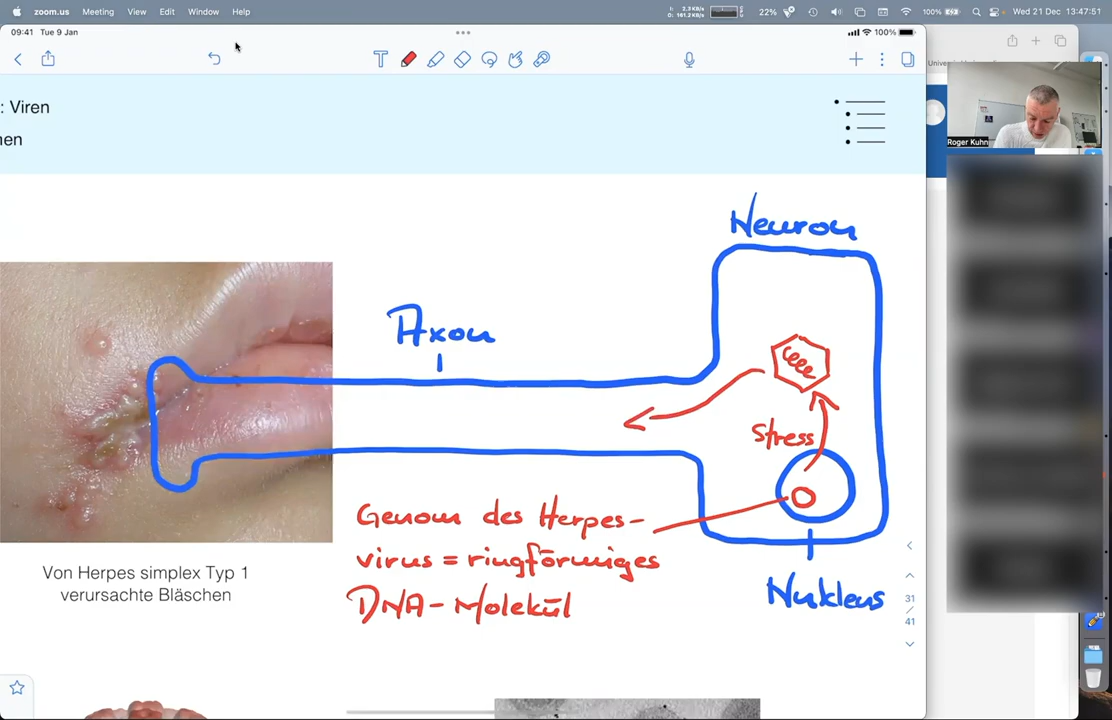 zoom.us Meeting View Edit Window Help
22% 100% Wed 21 Dec 13:47:51
09:41 Tue 9 Jan
100%
: Viren
nen
Roger Kuhn
Neuron
Axon
Stress
Genom des Herpes-
virus = ringförmiges
DNA-Molekül
Nukleus
Von Herpes simplex Typ 1
verursachte Bläschen
31
/
41